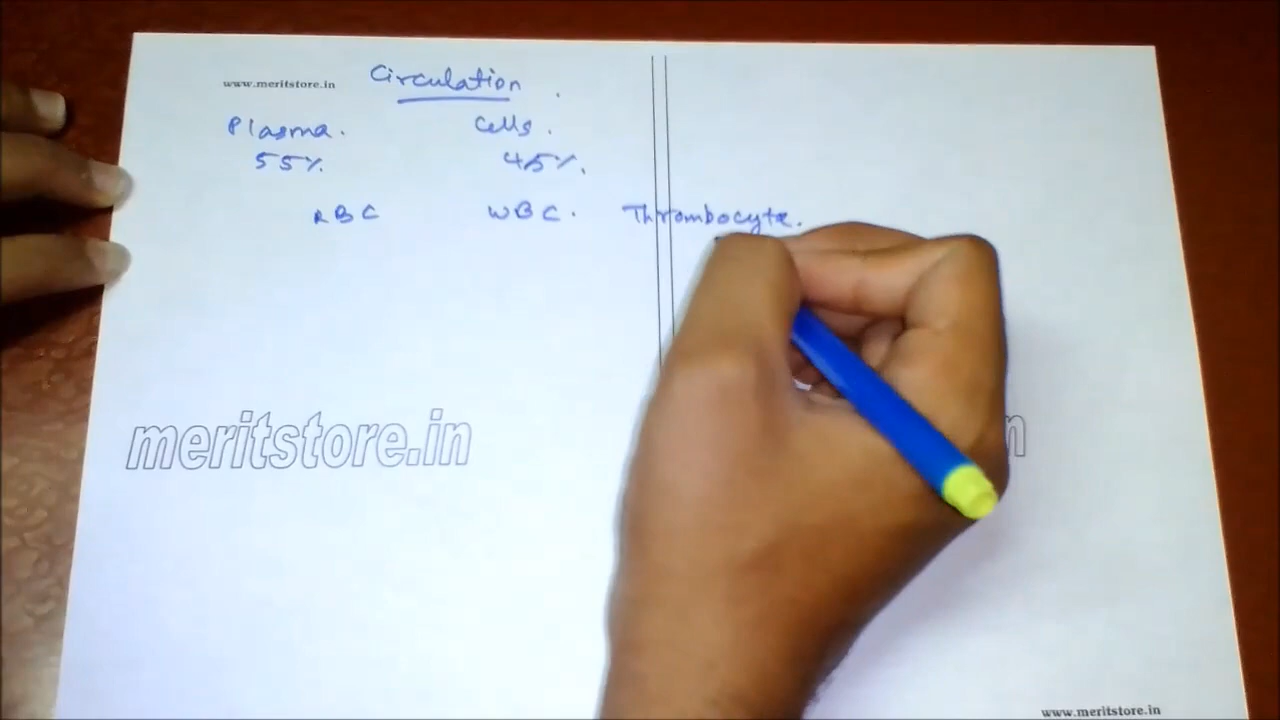 www.meritstore.in Circulation.
Plasma. Cells.
55% 45%.
RBC WBC. Thrombocyte.
meritstore.in
www.meritstore.in